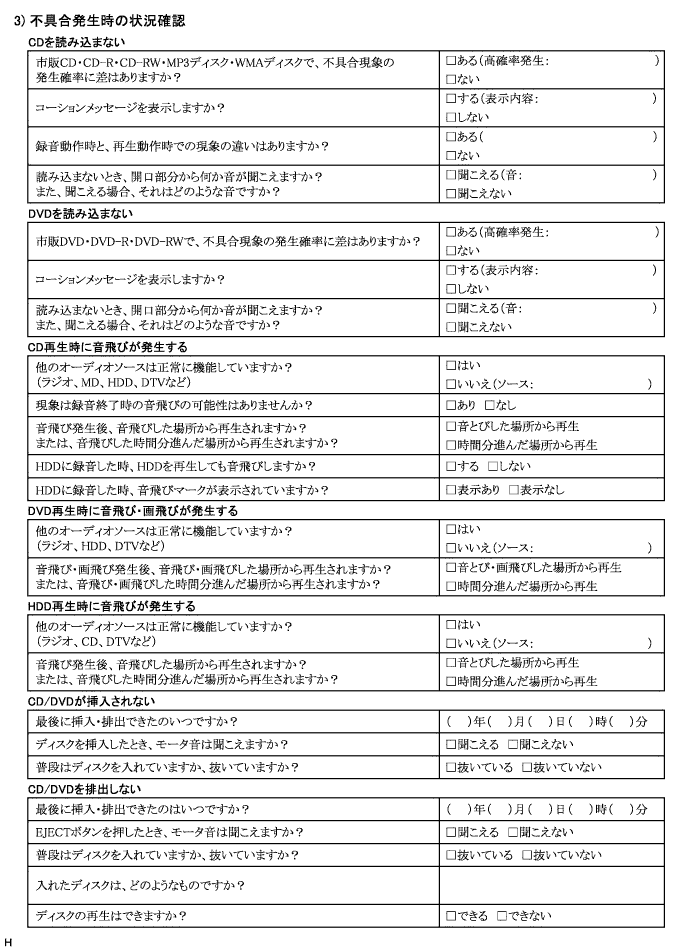 3) 不具合発生時の状況確認
CDを読み込まない
市販CD・CD-R・CD-RW・MP3ディスク・WMAディスクで、不具合現象の
発生確率に差はありますか？
□ある（高確率発生：　）
□ない
コーションメッセージを表示しますか？
□する（表示内容：　）
□しない
録音動作時と、再生動作時での現象の違いはありますか？
□ある（　）
□ない
読み込まないとき、開口部分から何か音が聞こえますか？
また、聞こえる場合、それはどのような音ですか？
□聞こえる（音：　）
□聞こえない
DVDを読み込まない
市販DVD・DVD-R・DVD-RWで、不具合現象の発生確率に差はありますか？
□ある（高確率発生：　）
□ない
コーションメッセージを表示しますか？
□する（表示内容：　）
□しない
読み込まないとき、開口部分から何か音が聞こえますか？
また、聞こえる場合、それはどのような音ですか？
□聞こえる（音：　）
□聞こえない
CD再生時に音飛びが発生する
他のオーディオソースは正常に機能していますか？
（ラジオ、MD、HDD、DTVなど）
□はい
□いいえ（ソース：　）
現象は録音終了時の音飛びの可能性はありませんか？
□あり □なし
音飛び発生後、音飛びした場所から再生されますか？
または、音飛びした時間分進んだ場所から再生されますか？
□音とびした場所から再生
□時間分進んだ場所から再生
HDDに録音した時、HDDを再生しても音飛びしますか？
□する □しない
HDDに録音した時、音飛びマークが表示されていますか？
□表示あり □表示なし
DVD再生時に音飛び・画飛びが発生する
他のオーディオソースは正常に機能していますか？
（ラジオ、HDD、DTVなど）
□はい
□いいえ（ソース：　）
音飛び・画飛び発生後、音飛び・画飛びした場所から再生されますか？
または、音飛び・画飛びした時間分進んだ場所から再生されますか？
□音とび・画飛びした場所から再生
□時間分進んだ場所から再生
HDD再生時に音飛びが発生する
他のオーディオソースは正常に機能していますか？
（ラジオ、CD、DTVなど）
□はい
□いいえ（ソース：　）
音飛び発生後、音飛びした場所から再生されますか？
または、音飛びした時間分進んだ場所から再生されますか？
□音とびした場所から再生
□時間分進んだ場所から再生
CD/DVDが挿入されない
最後に挿入・排出できたのいつですか？
（　）年（　）月（　）日（　）時（　）分
ディスクを挿入したとき、モータ音は聞こえますか？
□聞こえる □聞こえない
普段はディスクを入れていますか、抜いていますか？
□抜いている □抜いていない
CD/DVDを排出しない
最後に挿入・排出できたのはいつですか？
（　）年（　）月（　）日（　）時（　）分
EJECTボタンを押したとき、モータ音は聞こえますか？
□聞こえる □聞こえない
普段はディスクを入れていますか、抜いていますか？
□抜いている □抜いていない
入れたディスクは、どのようなものですか？
ディスクの再生はできますか？
□できる □できない
H